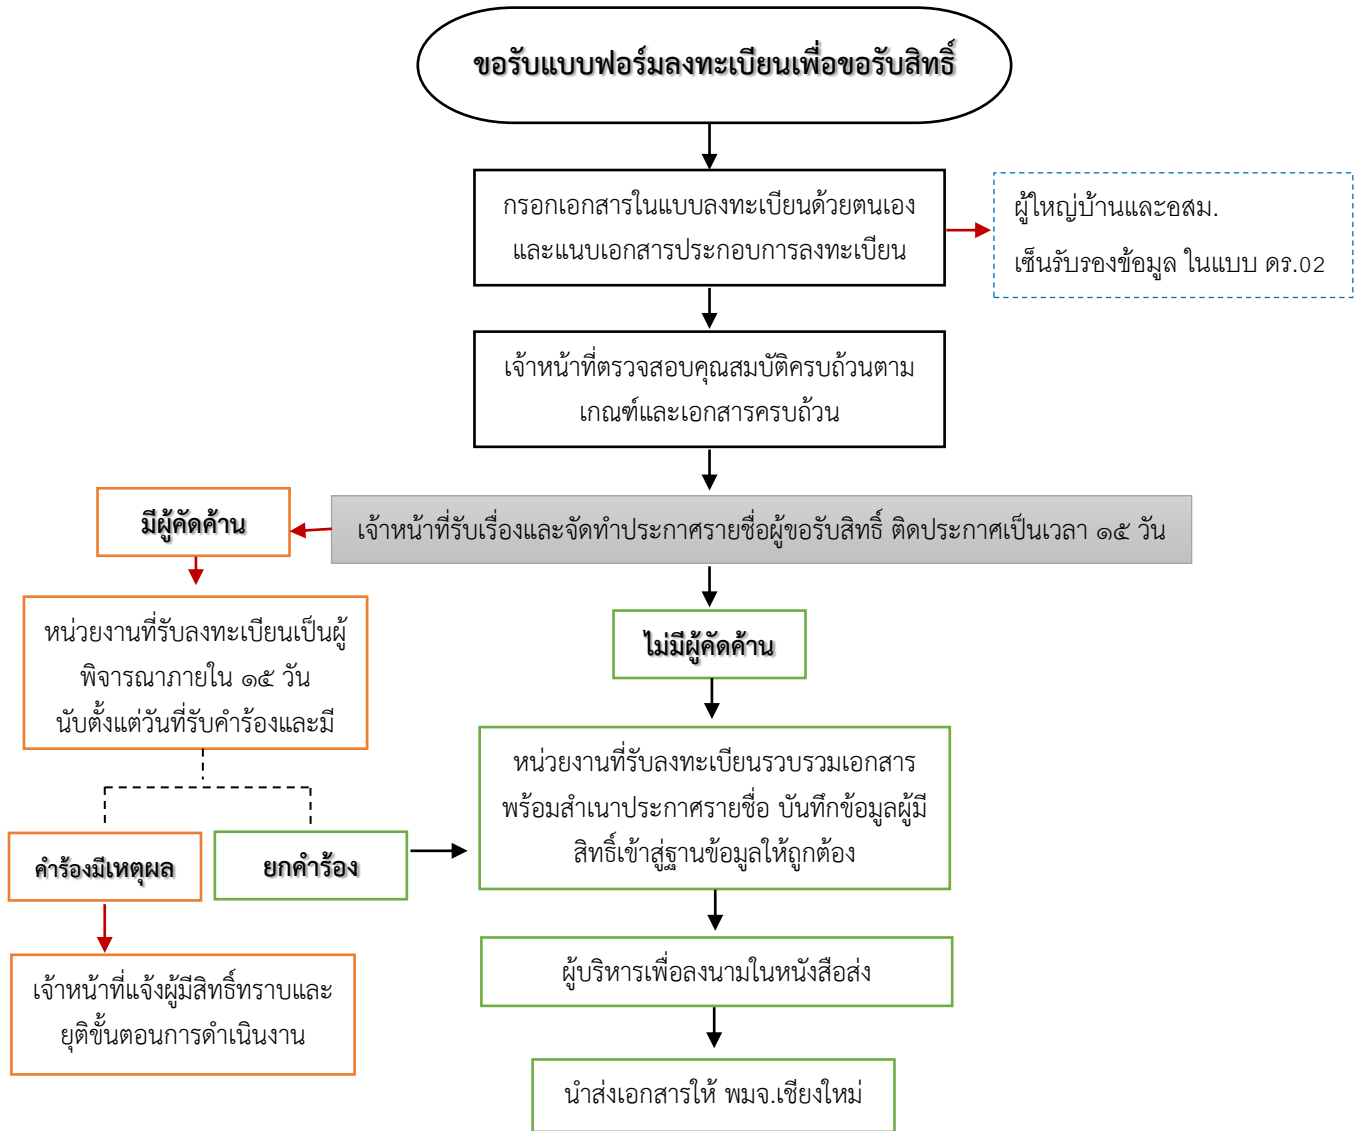 ขอรับแบบฟอร์มลงทะเบียนเพื่อขอรับสิทธิ์
กรอกเอกสารในแบบลงทะเบียนด้วยตนเอง
และแนบเอกสารประกอบการลงทะเบียน
ผู้ใหญ่บ้านและอสม.
เซ็นรับรองข้อมูล ในแบบ ดร.02
เจ้าหน้าที่ตรวจสอบคุณสมบัติครบถ้วนตาม
เกณฑ์และเอกสารครบถ้วน
มีผู้คัดค้าน
เจ้าหน้าที่รับเรื่องและจัดทำประกาศรายชื่อผู้ขอรับสิทธิ์ ติดประกาศเป็นเวลา ๑๕ วัน
หน่วยงานที่รับลงทะเบียนเป็นผู้
พิจารณาภายใน ๑๕ วัน
นับตั้งแต่วันที่รับคำร้องและมี
ไม่มีผู้คัดค้าน
หน่วยงานที่รับลงทะเบียนรวบรวมเอกสาร
พร้อมสำเนาประกาศรายชื่อ บันทึกข้อมูลผู้มี
สิทธิ์เข้าสู่ฐานข้อมูลให้ถูกต้อง
คำร้องมีเหตุผล
ยกคำร้อง
เจ้าหน้าที่แจ้งผู้มีสิทธิ์ทราบและ
ยุติขั้นตอนการดำเนินงาน
ผู้บริหารเพื่อลงนามในหนังสือส่ง
นำส่งเอกสารให้ พมจ.เชียงใหม่